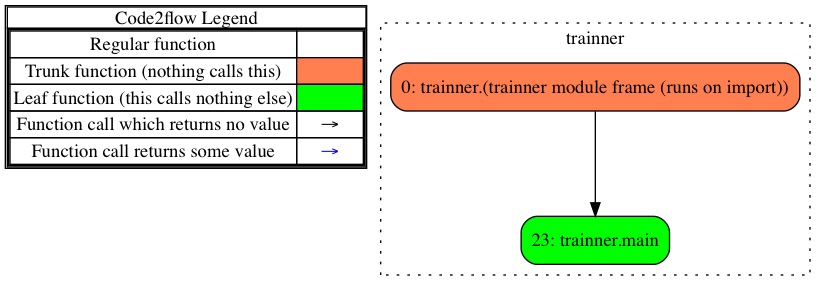 Code2flow Legend
Regular function
Trunk function (nothing calls this)
Leaf function (this calls nothing else)
Function call which returns no value →
Function call returns some value →
trainner
0: trainner.(trainner module frame (runs on import))
23: trainner.main